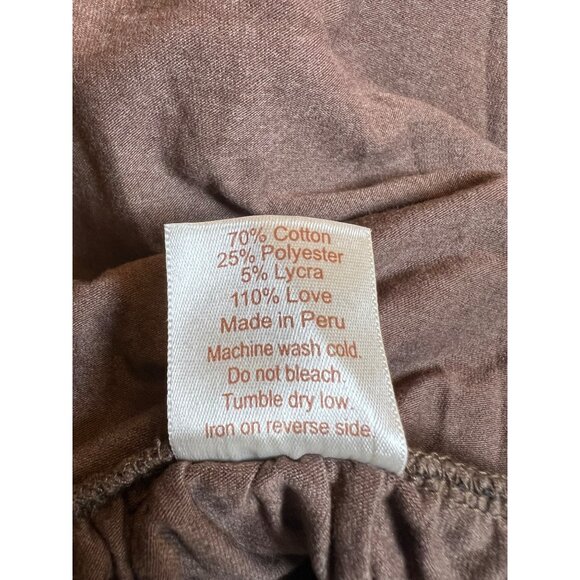 70% Cotton
25% Polyester
5% Lycra
110% Love
Made in Peru
Machine wash cold.
Do not bleach.
Tumble dry low.
Iron on reverse side.